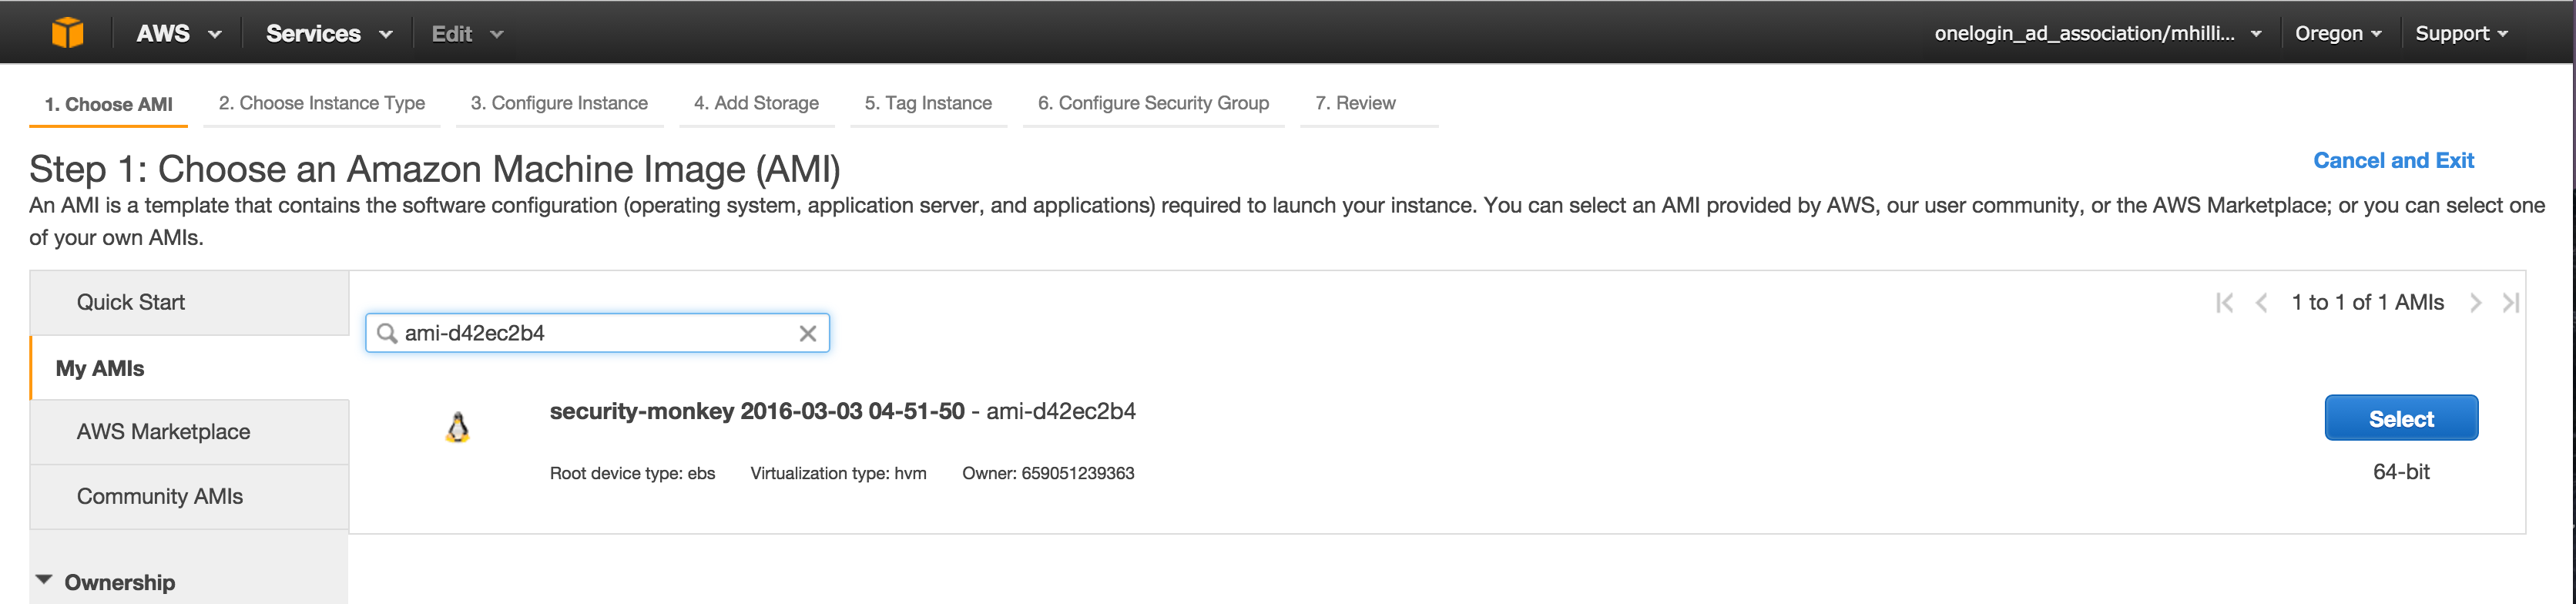 AWS Services Edit onelogin_ad_association/mhilli... Oregon Support
1. Choose AMI 2. Choose Instance Type 3. Configure Instance 4. Add Storage 5. Tag Instance 6. Configure Security Group 7. Review
Step 1: Choose an Amazon Machine Image (AMI)
Cancel and Exit
An AMI is a template that contains the software configuration (operating system, application server, and applications) required to launch your instance. You can select an AMI provided by AWS, our user community, or the AWS Marketplace; or you can select one
of your own AMIs.
Quick Start
My AMIs
AWS Marketplace
Community AMIs
Ownership
1 to 1 of 1 AMIs
ami-d42ec2b4
security-monkey 2016-03-03 04-51-50 - ami-d42ec2b4
Root device type: ebs Virtualization type: hvm Owner: 659051239363
Select
64-bit